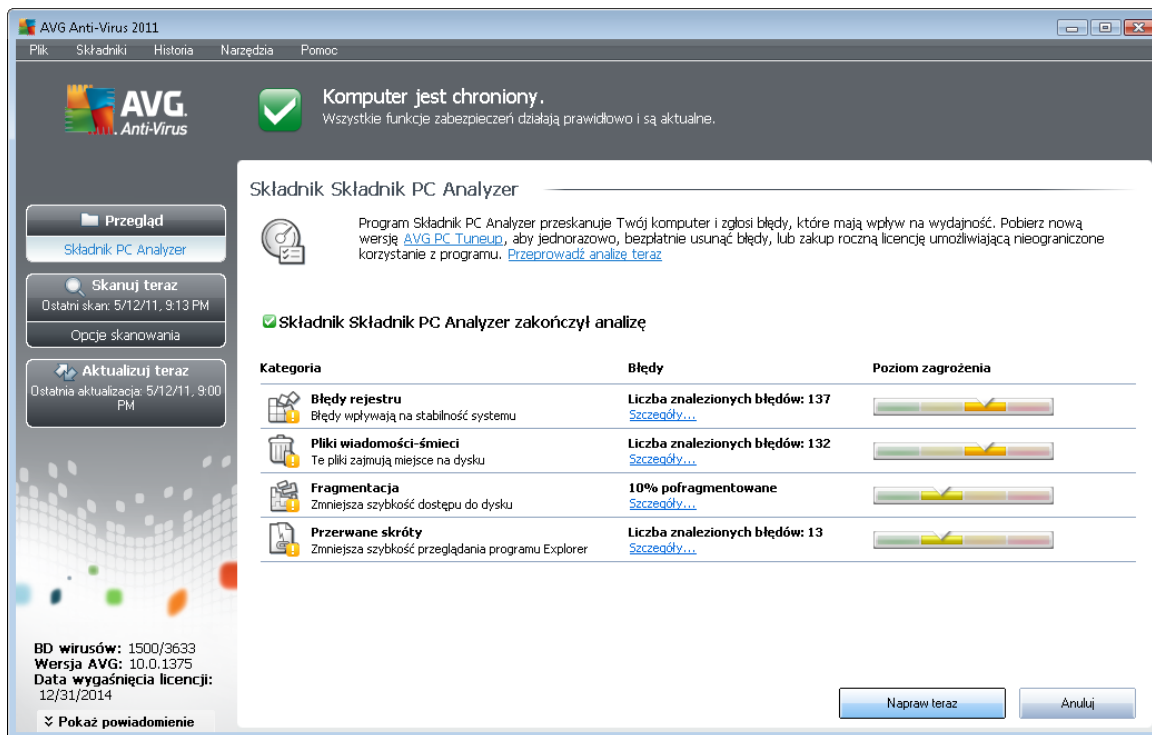 AVG Anti-Virus 2011
Plik Składniki Historia Narzędzia Pomoc
AVG.
Anti-Virus
Komputer jest chroniony.
Wszystkie funkcje zabezpieczeń działają prawidłowo i są aktualne.
Przegląd
Składnik PC Analyzer
Skanuj teraz
Ostatni skan: 5/12/11, 9:13 PM
Opcje skanowania
Aktualizuj teraz
Ostatnia aktualizacja: 5/12/11, 9:00
PM
BD wirusów: 1500/3633
Wersja AVG: 10.0.1375
Data wygaśnięcia licencji:
12/31/2014
Pokaż powiadomienie
Składnik Składnik PC Analyzer
Program Składnik PC Analyzer przeskanuje Twój komputer i zgłosi błędy, które mają wpływ na wydajność. Pobierz nową
wersję AVG PC Tuneup, aby jednorazowo, bezpłatnie usunąć błędy, lub zakup roczną licencję umożliwiającą nieograniczone
korzystanie z programu. Przeprowadź analizę teraz
Składnik Składnik PC Analyzer zakończył analizę
Kategoria Błędy Poziom zagrożenia
Błędy rejestru Liczba znalezionych błędów: 137
Błędy wpływają na stabilność systemu Szczegóły...
Pliki wiadomości-śmieci Liczba znalezionych błędów: 132
Te pliki zajmują miejsce na dysku Szczegóły...
Fragmentacja 10% pofragmentowane
Zmniejsza szybkość dostępu do dysku Szczegóły...
Przerwane skróty Liczba znalezionych błędów: 13
Zmniejsza szybkość przeglądania programu Explorer Szczegóły...
Napraw teraz Anuluj